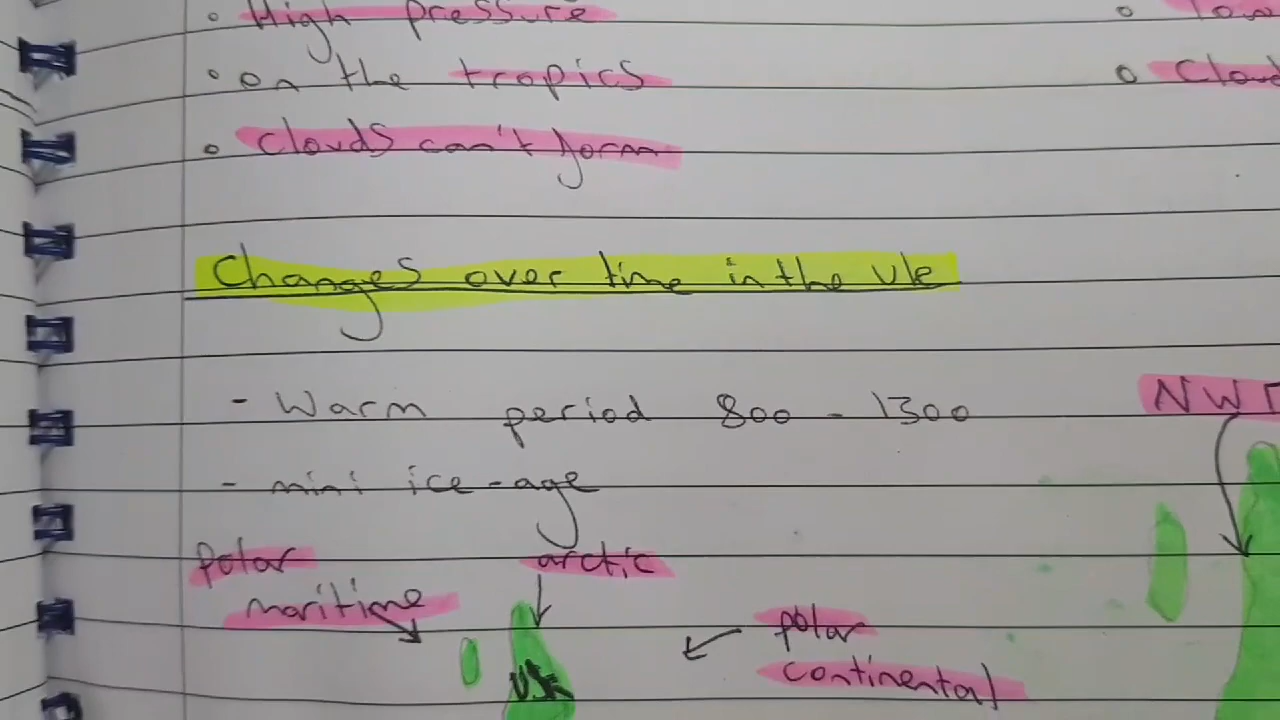 High pressure
on the tropics
Clouds can't form
Changes over time in the UK
- Warm period 800 - 1300
- mini ice-age
polar
maritime
arctic
polar
continental
UK